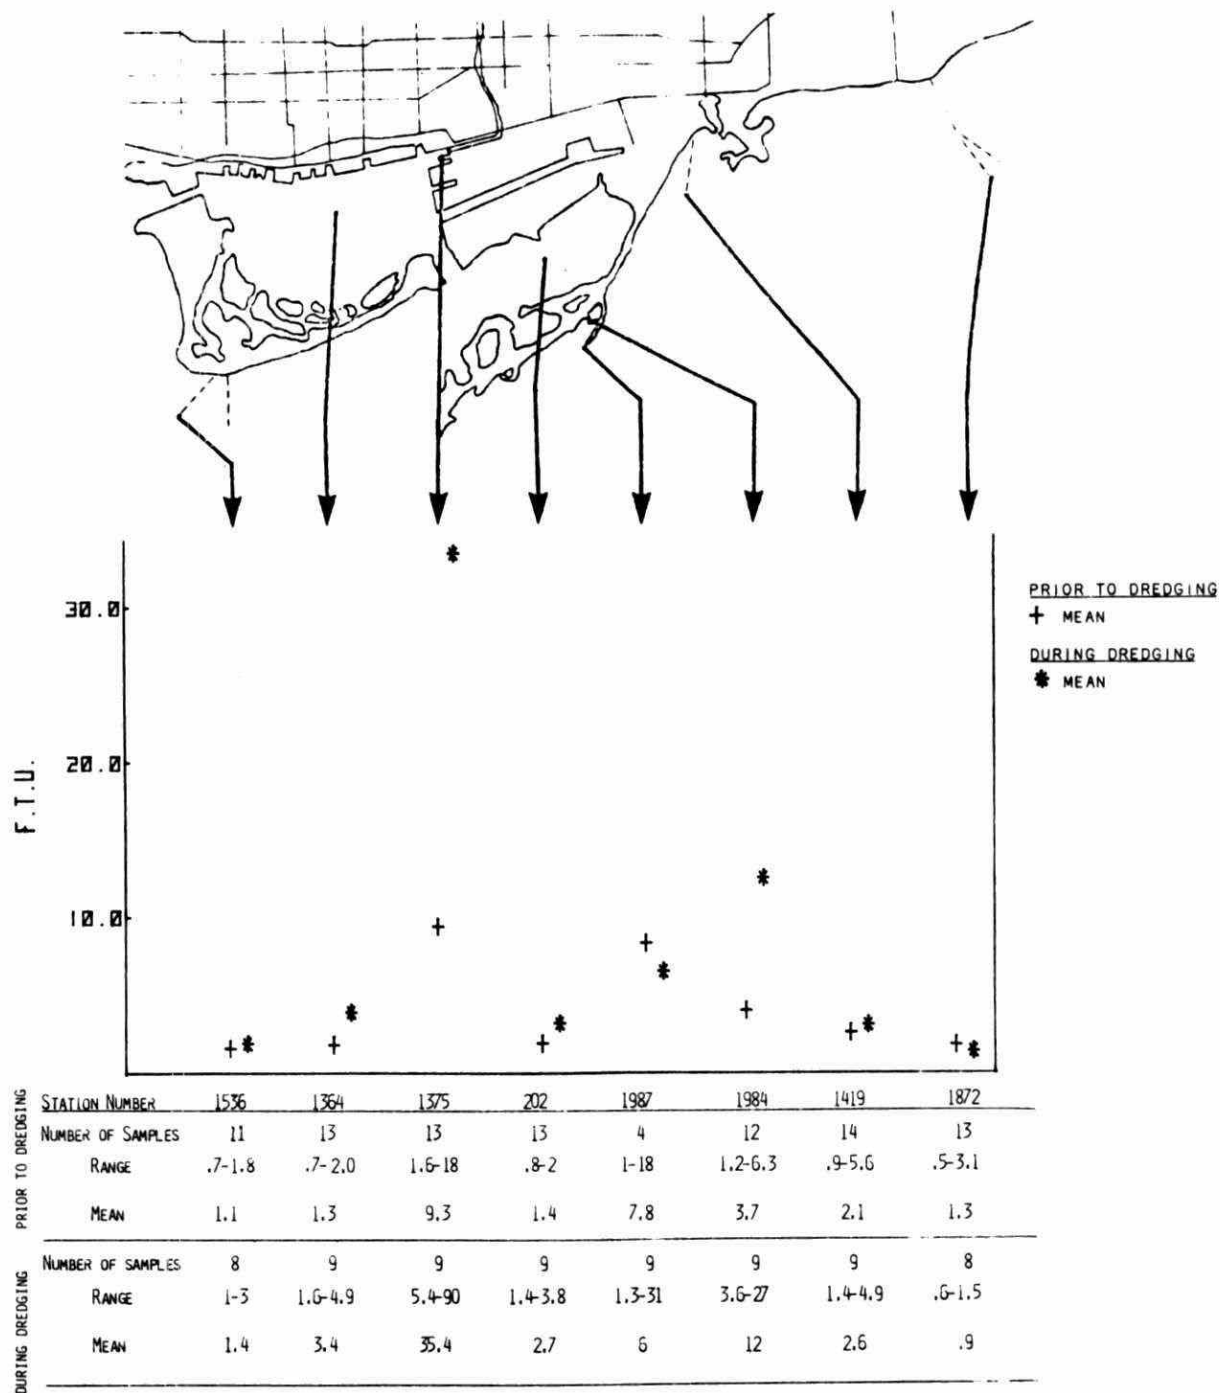 PRIOR TO DREDGING
+ MEAN
DURING DREDGING
* MEAN
F.T.U.
30.0
20.0
10.0
PRIOR TO DREDGING
STATION NUMBER 1536 1364 1375 202 1987 1984 1419 1872
NUMBER OF SAMPLES 11 13 13 13 4 12 14 13
RANGE .7-1.8 .7-2.0 1.6-18 .8-2 1-18 1.2-6.3 .9-5.6 .5-3.1
MEAN 1.1 1.3 9.3 1.4 7.8 3.7 2.1 1.3
DURING DREDGING
NUMBER OF SAMPLES 8 9 9 9 9 9 9 8
RANGE 1-3 1.6-4.9 5.4-90 1.4-3.8 1.3-31 3.6-27 1.4-4.9 .6-1.5
MEAN 1.4 3.4 35.4 2.7 6 12 2.6 .9